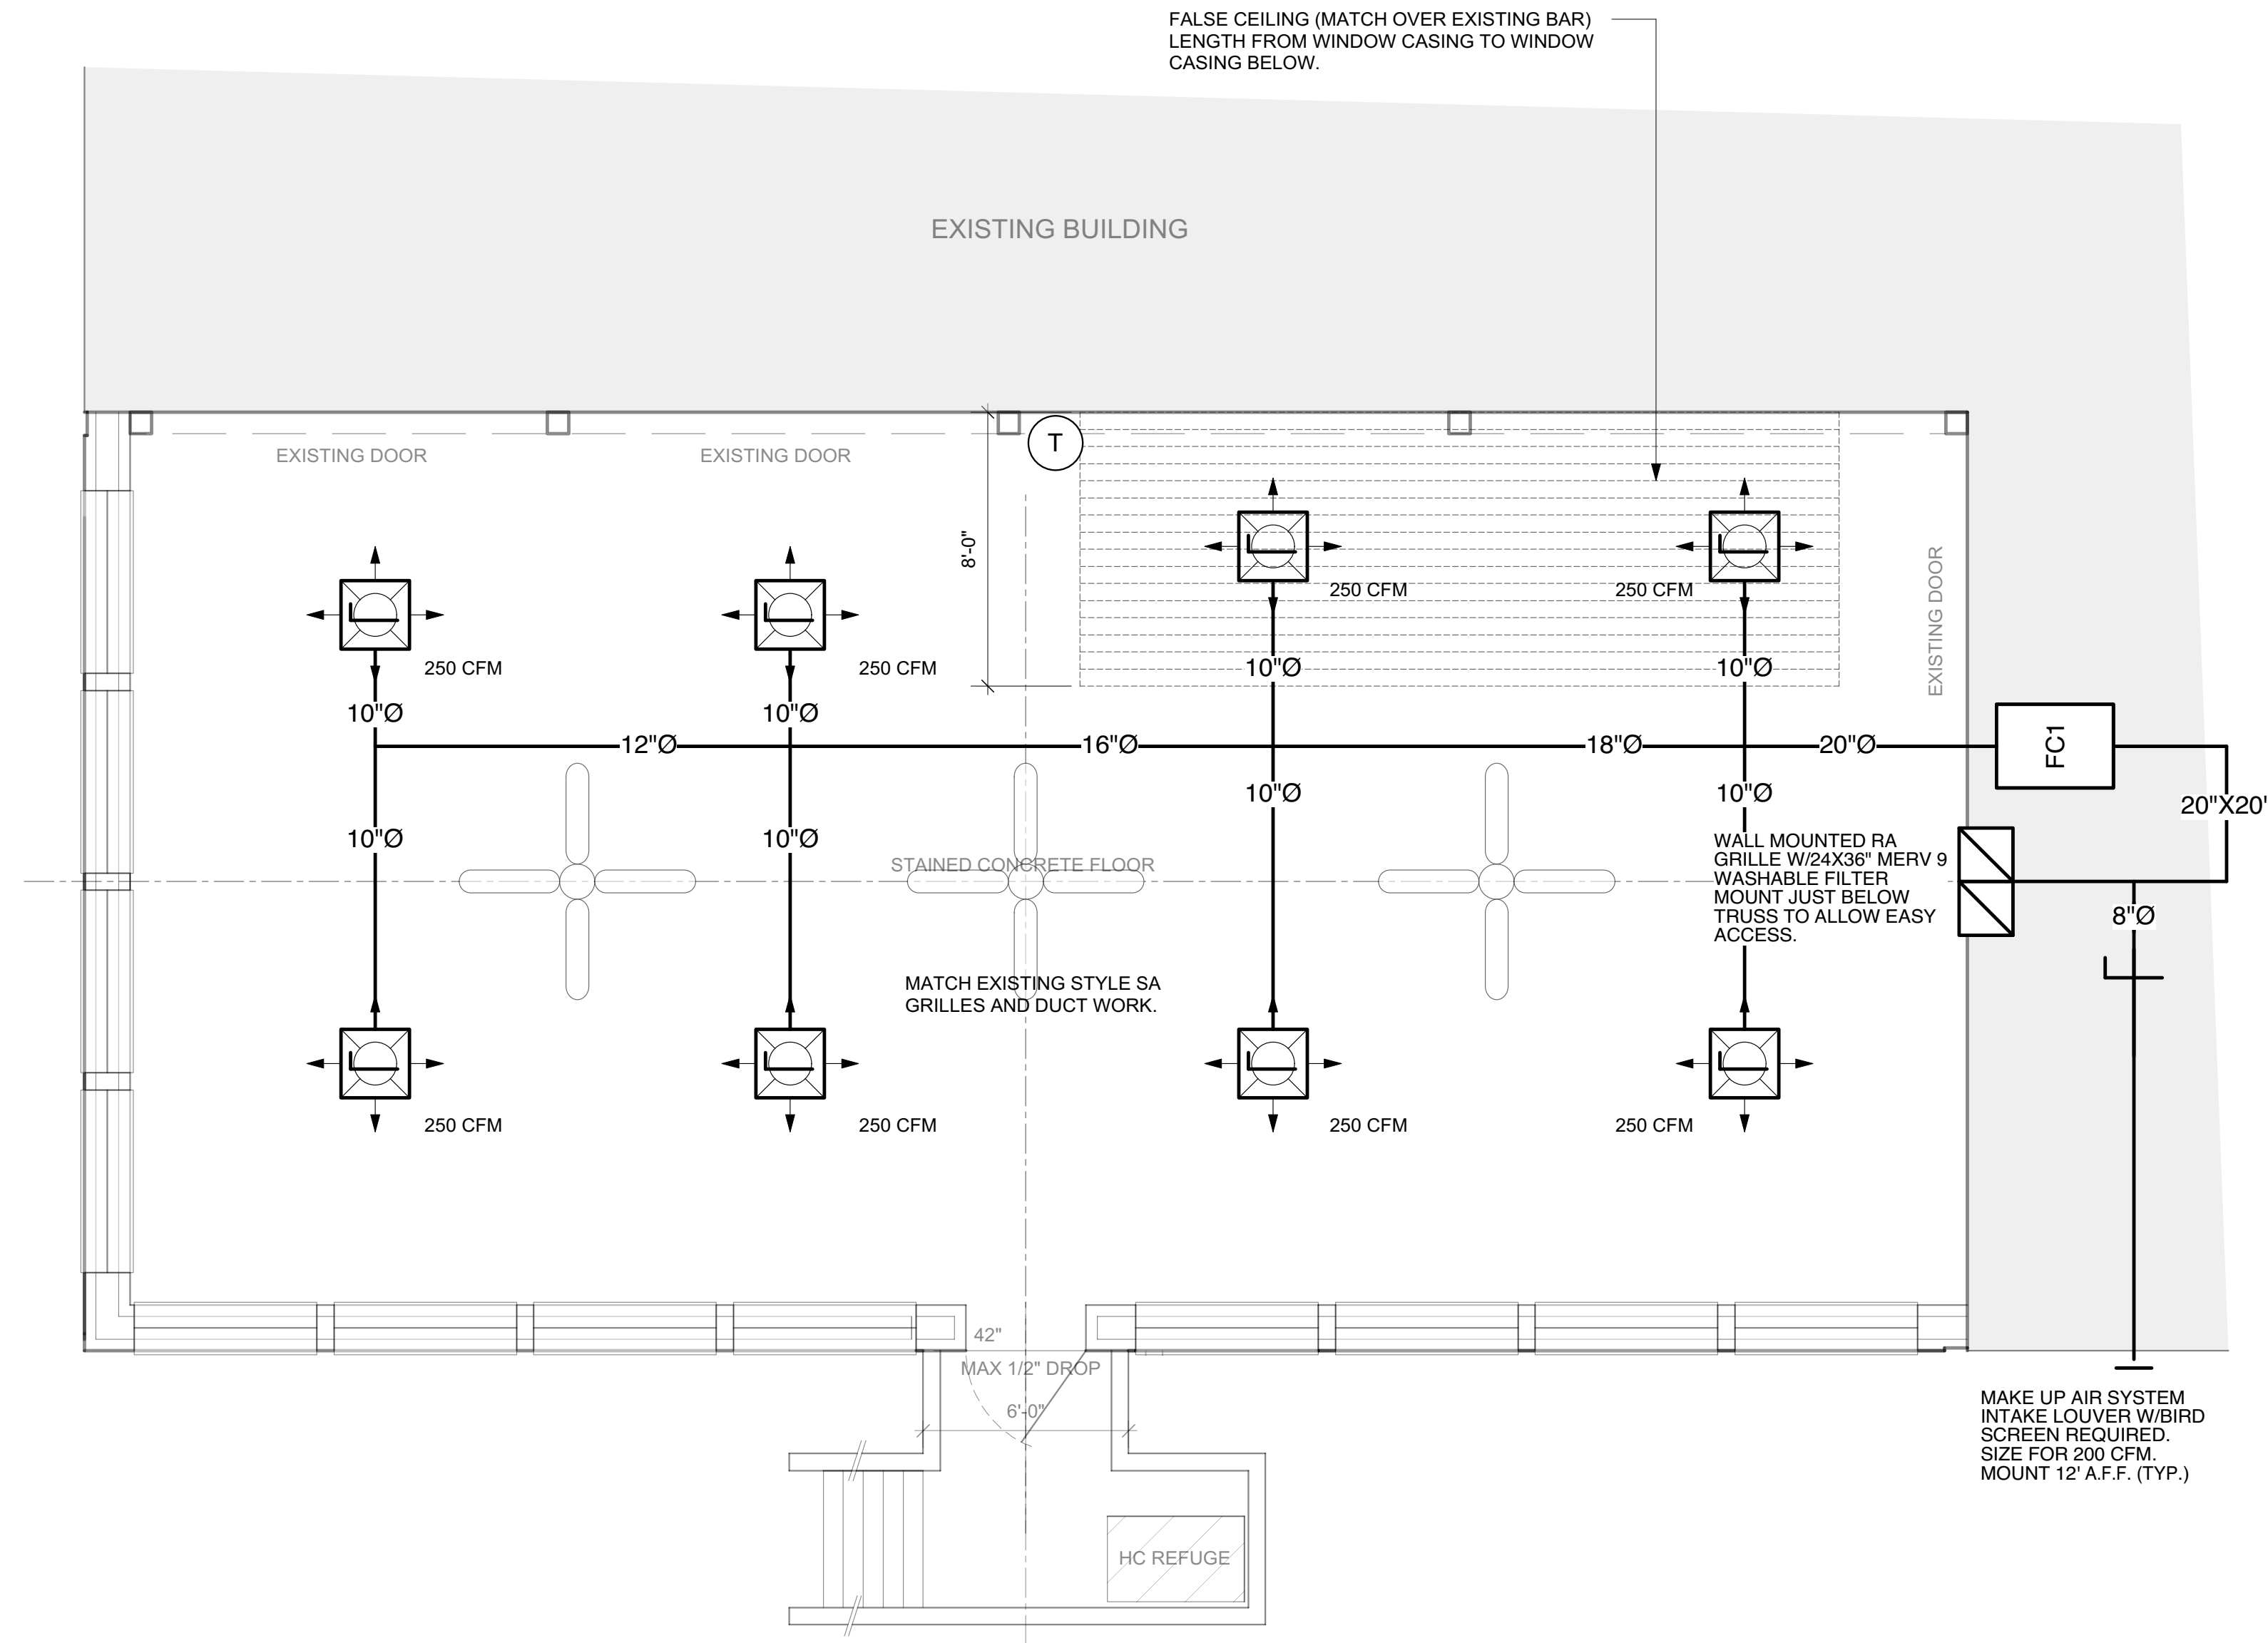 FALSE CEILING (MATCH OVER EXISTING BAR)
LENGTH FROM WINDOW CASING TO WINDOW
CASING BELOW.
EXISTING BUILDING
T
EXISTING DOOR
EXISTING DOOR
8'-0"
EXISTING DOOR
250 CFM
250 CFM
250 CFM
250 CFM
10"Ø
10"Ø
10"Ø
10"Ø
12"Ø
16"Ø
18"Ø
20"Ø
FC1
10"Ø
10"Ø
10"Ø
10"Ø
20"X20"
STAINED CONCRETE FLOOR
WALL MOUNTED RA
GRILLE W/24X36" MERV 9
WASHABLE FILTER
MOUNT JUST BELOW
TRUSS TO ALLOW EASY
ACCESS.
8"Ø
MATCH EXISTING STYLE SA
GRILLES AND DUCT WORK.
250 CFM
250 CFM
250 CFM
250 CFM
42"
MAX 1/2" DROP
6'-0"
MAKE UP AIR SYSTEM
INTAKE LOUVER W/BIRD
SCREEN REQUIRED.
SIZE FOR 200 CFM.
MOUNT 12' A.F.F. (TYP.)
HC REFUGE